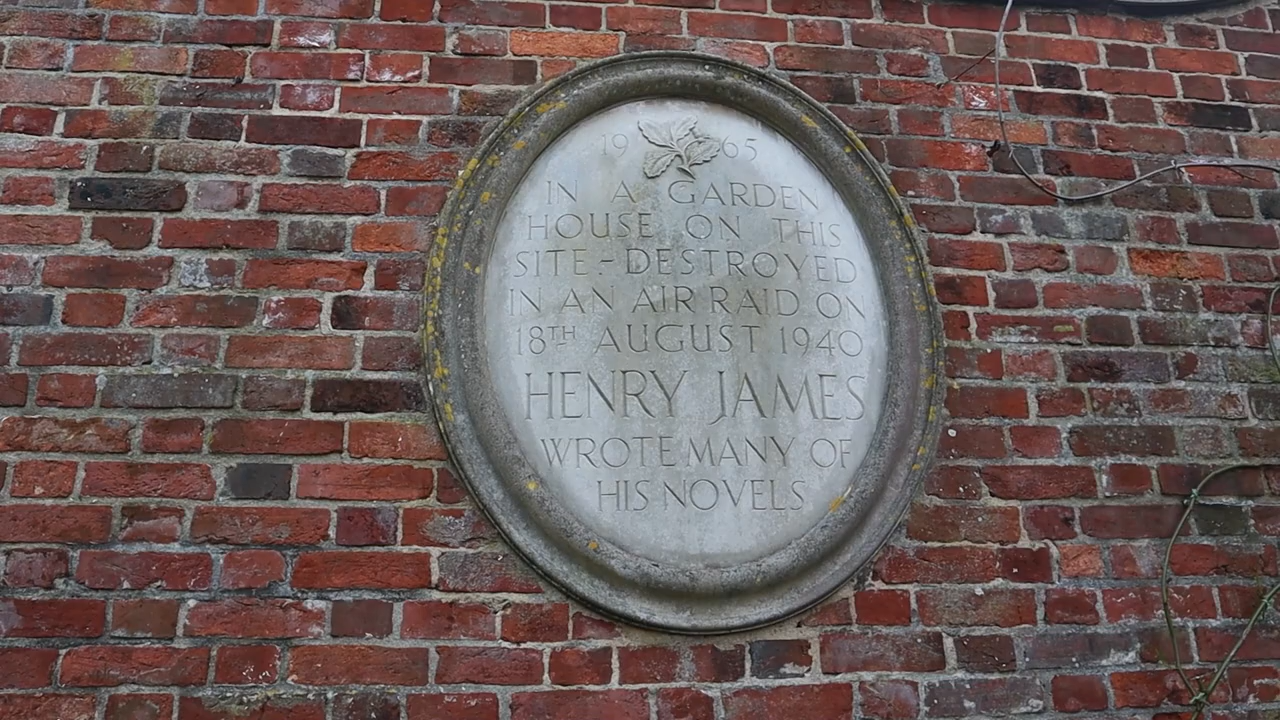 19 65
IN A GARDEN
HOUSE ON THIS
SITE - DESTROYED
IN AN AIR RAID ON
18TH AUGUST 1940
HENRY JAMES
WROTE MANY OF
HIS NOVELS